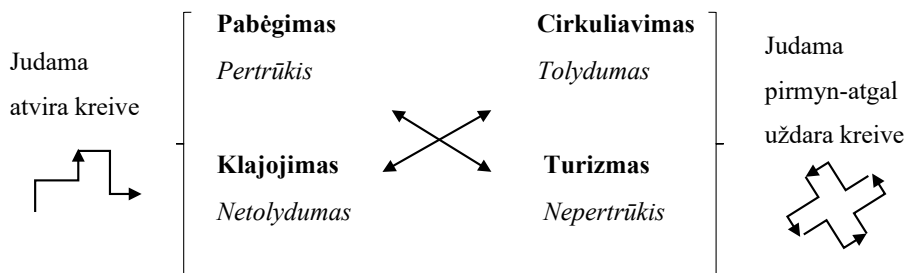 Judama
atvira kreive
Pabėgimas
Pertrūkis
Klajojimas
Netolydumas
Cirkuliavimas
Tolydumas
Turizmas
Nepertrūkis
Judama
pirmyn-atgal
uždara kreive